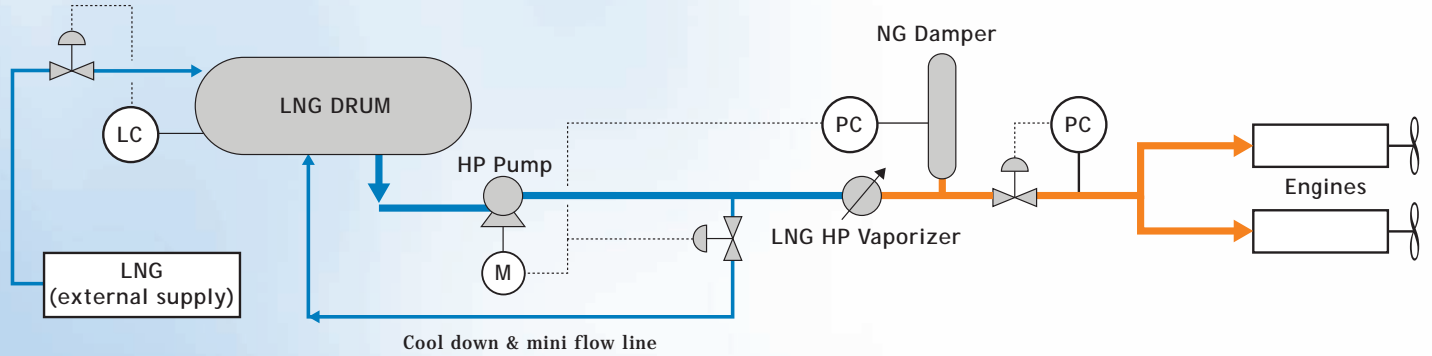 NG Damper
LNG DRUM
LC
PC
PC
HP Pump
Engines
LNG HP Vaporizer
M
LNG
(external supply)
Cool down & mini flow line